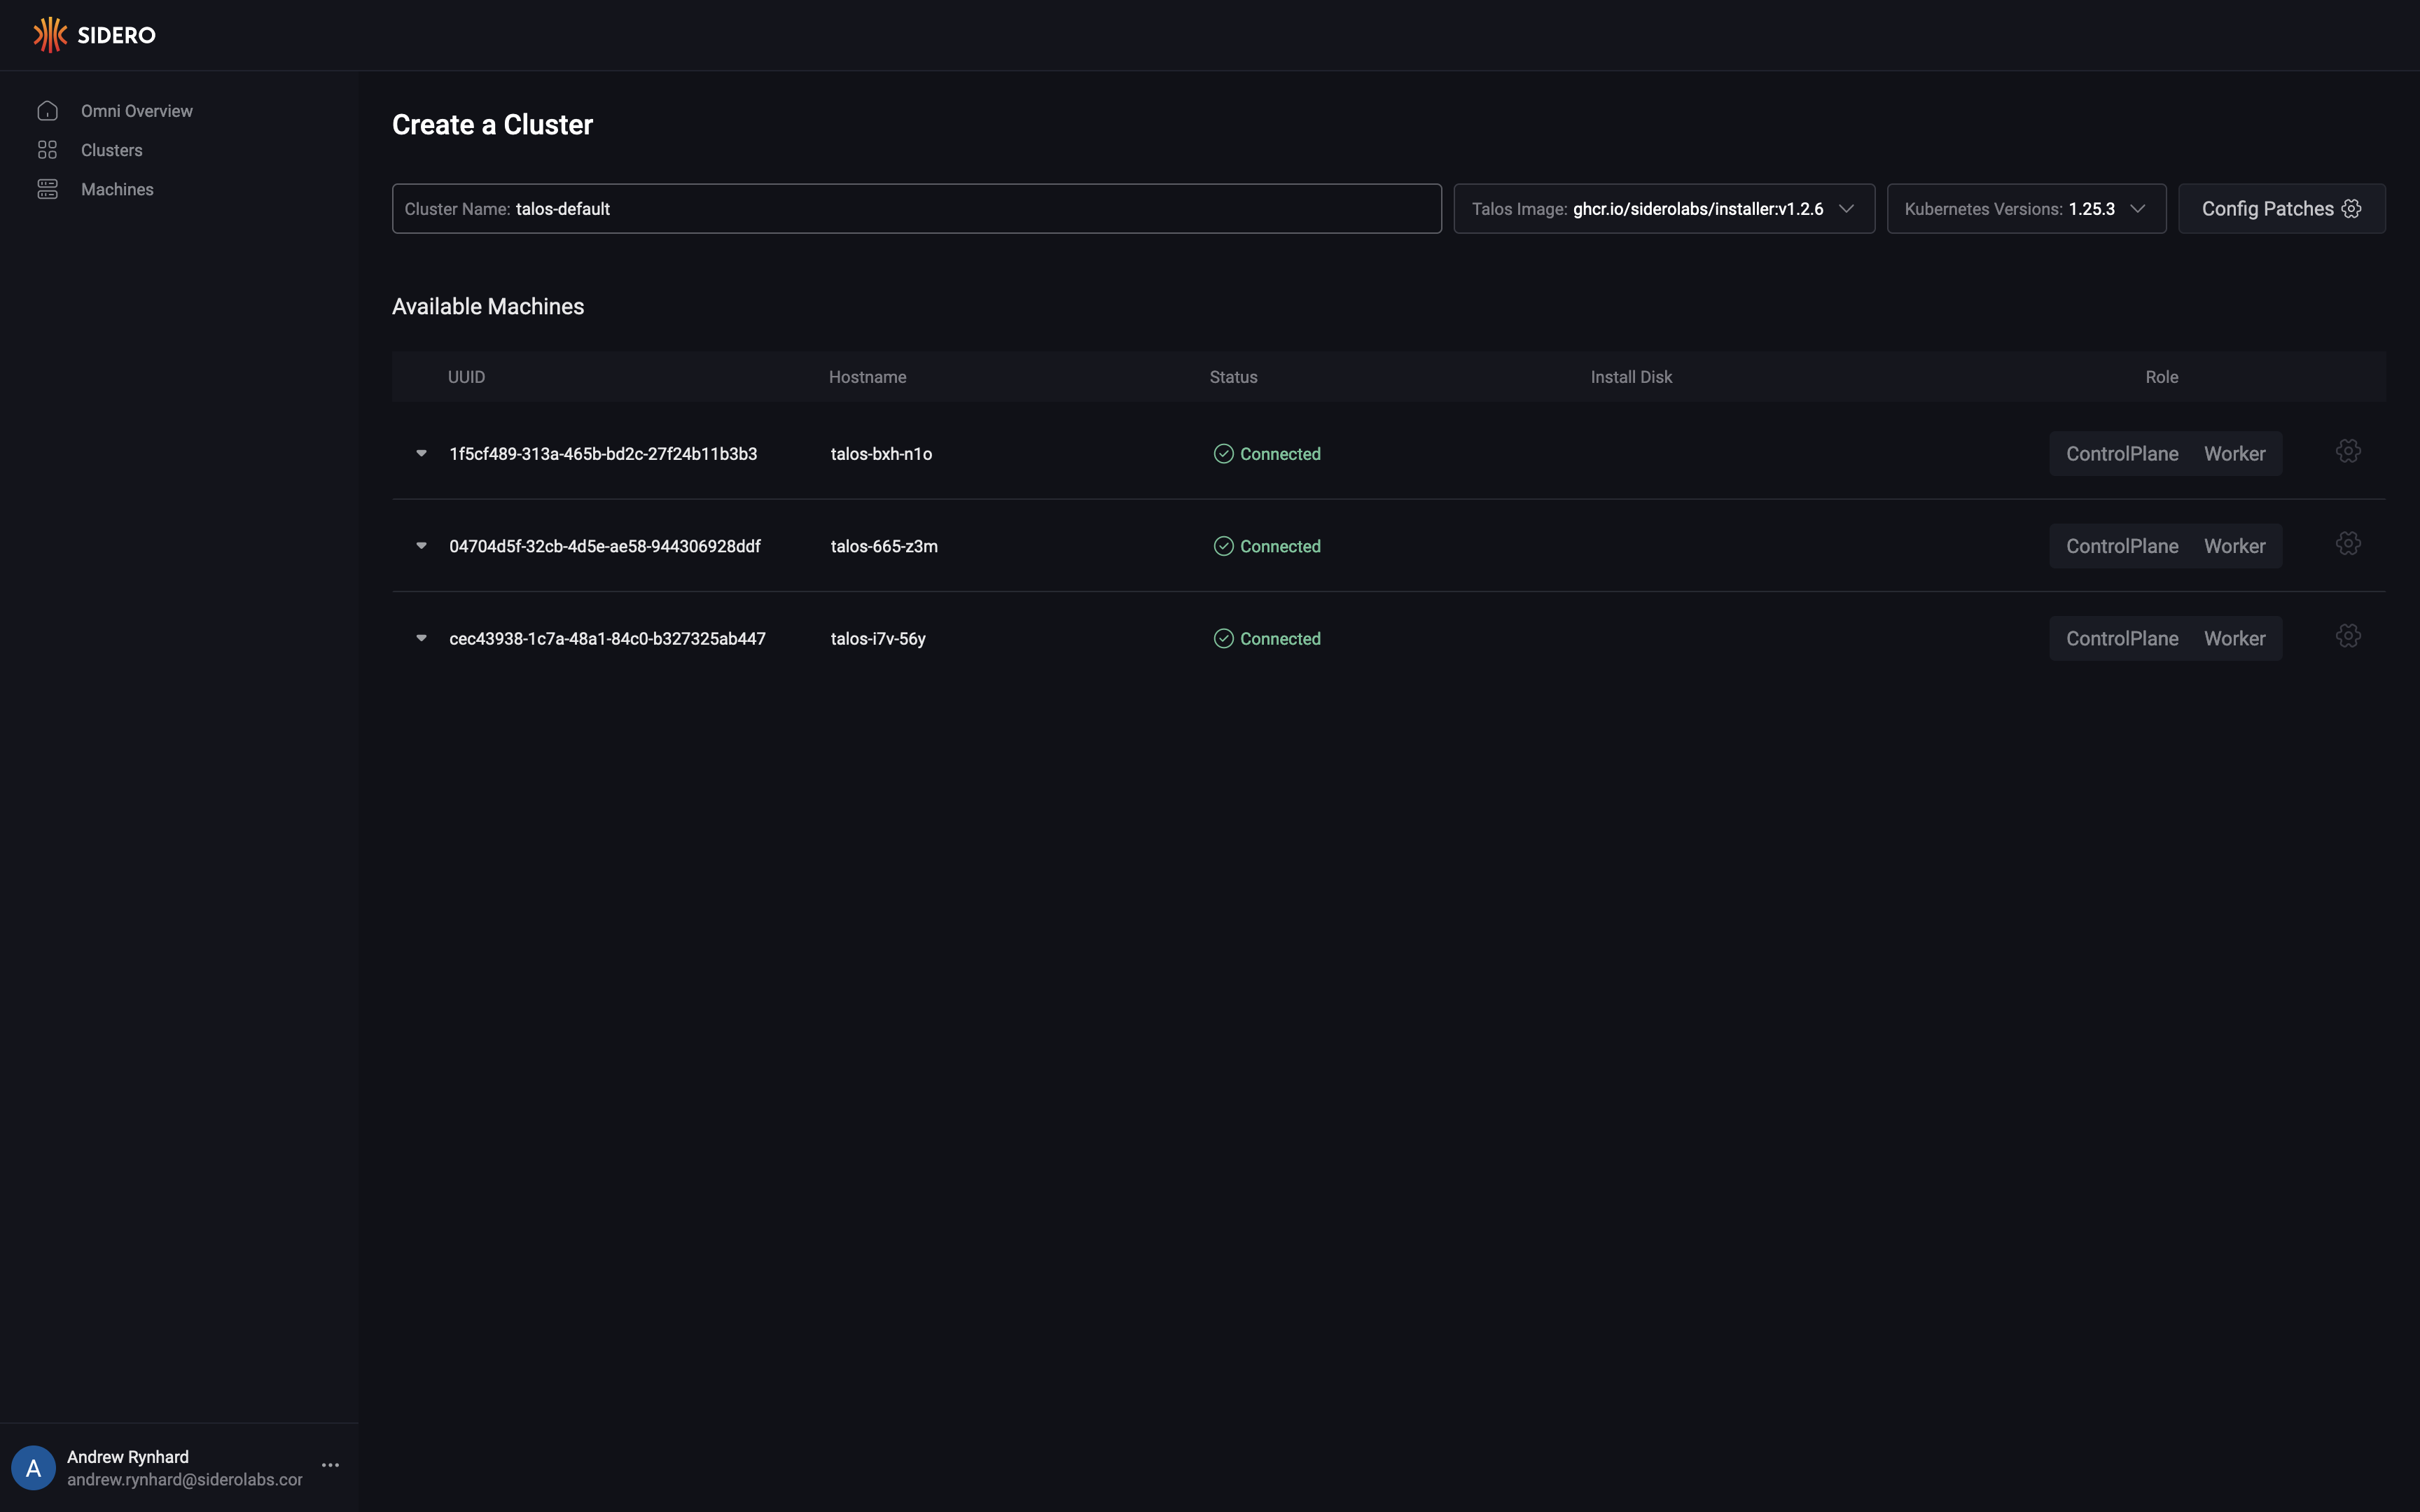 SIDERO
Omni Overview
Clusters
Machines
Create a Cluster
Cluster Name: talos-default
Talos Image: ghcr.io/siderolabs/installer:v1.2.6
Kubernetes Versions: 1.25.3
Config Patches
Available Machines
UUID Hostname Status Install Disk Role
1f5cf489-313a-465b-bd2c-27f24b11b3b3 talos-bxh-n1o Connected ControlPlane Worker
04704d5f-32cb-4d5e-ae58-944306928ddf talos-665-z3m Connected ControlPlane Worker
cec43938-1c7a-48a1-84c0-b327325ab447 talos-i7v-56y Connected ControlPlane Worker
A
Andrew Rynhard
andrew.rynhard@siderolabs.cor